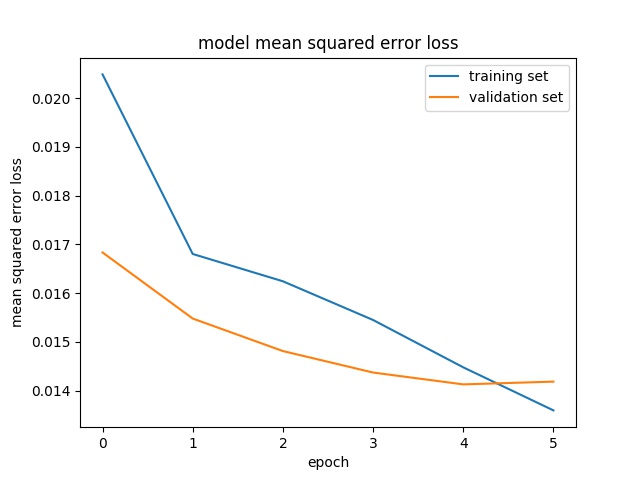 model mean squared error loss
training set
validation set
mean squared error loss
0.020
0.019
0.018
0.017
0.016
0.015
0.014
0 1 2 3 4 5
epoch